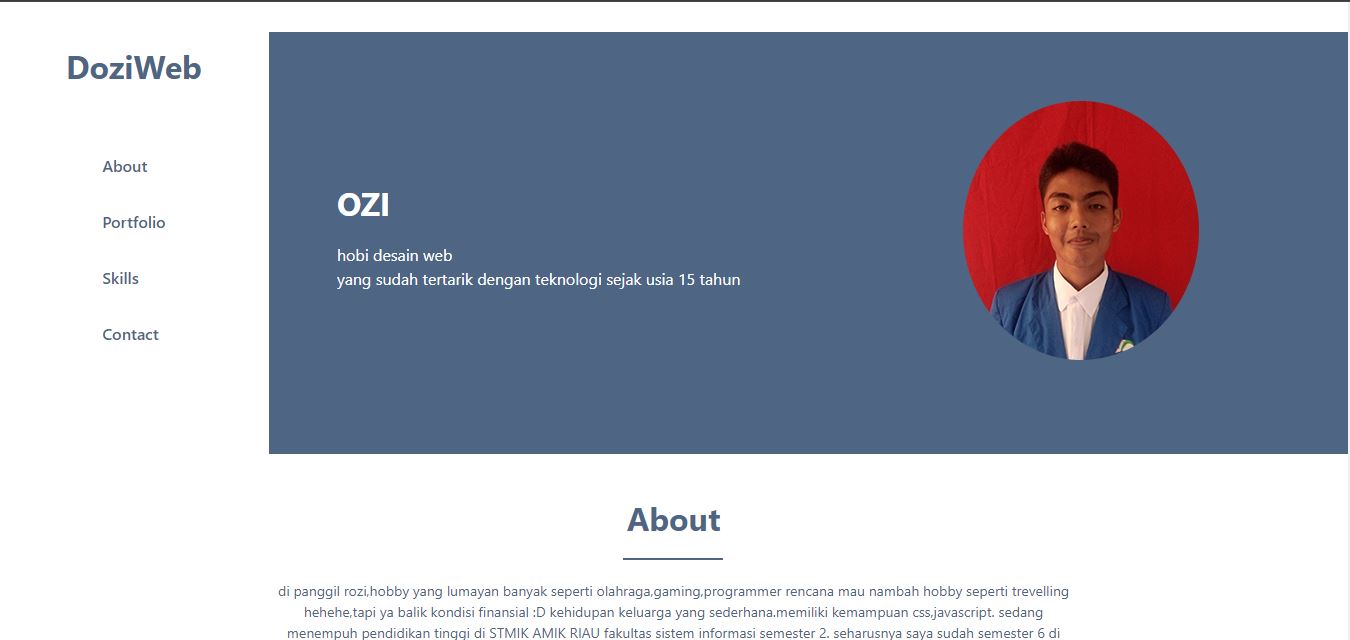 DoziWeb
About
Portfolio
Skills
Contact
OZI
hobi desain web
yang sudah tertarik dengan teknologi sejak usia 15 tahun
About
di panggil rozi,hobby yang lumayan banyak seperti olahraga,gaming,programmer rencana mau nambah hobby seperti trevelling
hehehe,tapi ya balik kondisi finansial :D kehidupan keluarga yang sederhana.memiliki kemampuan css,javascript. sedang
menempuh pendidikan tinggi di STMIK AMIK RIAU fakultas sistem informasi semester 2. seharusnya saya sudah semester 6 di